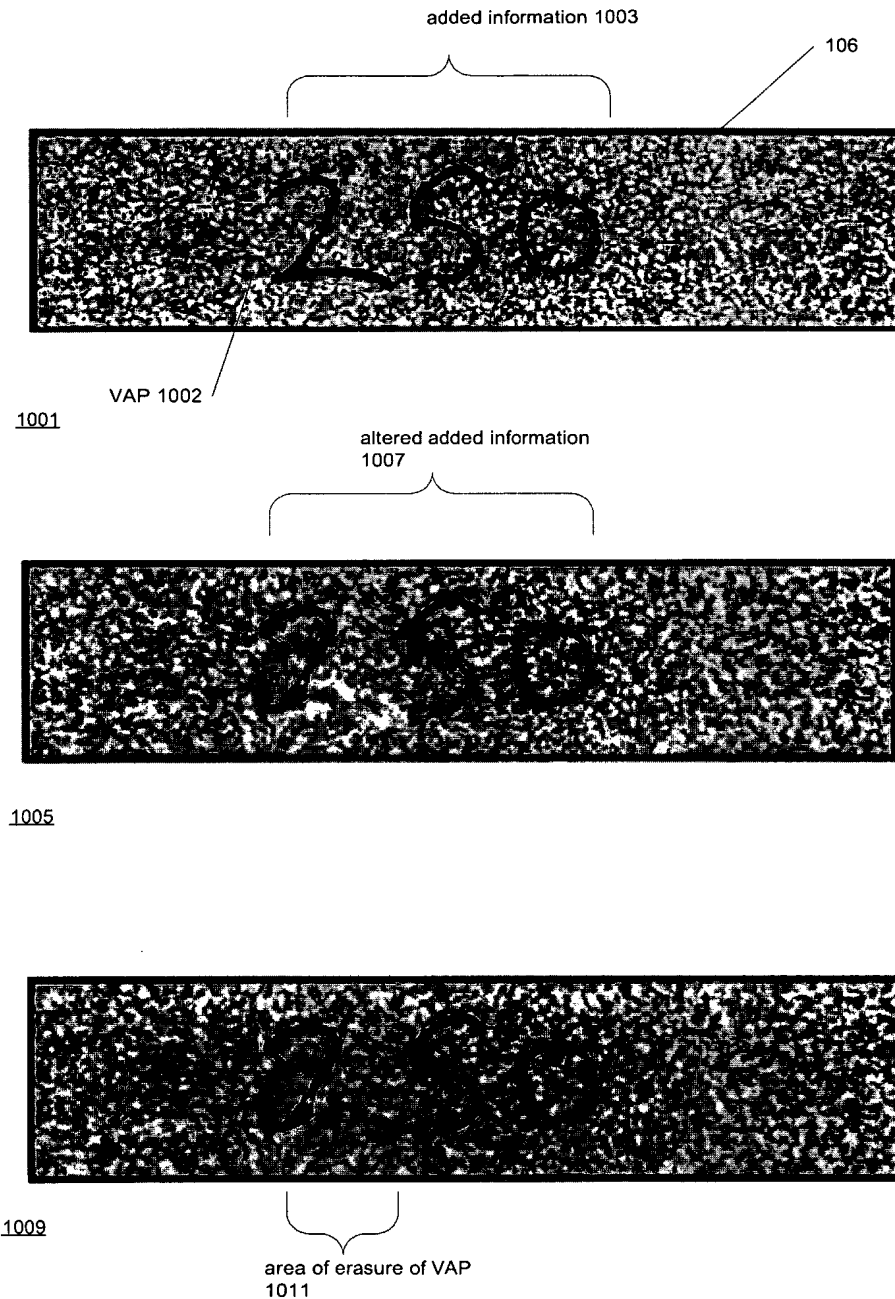 added information 1003
106
250
VAP 1002
1001
altered added information
1007
1005
1009
area of erasure of VAP
1011